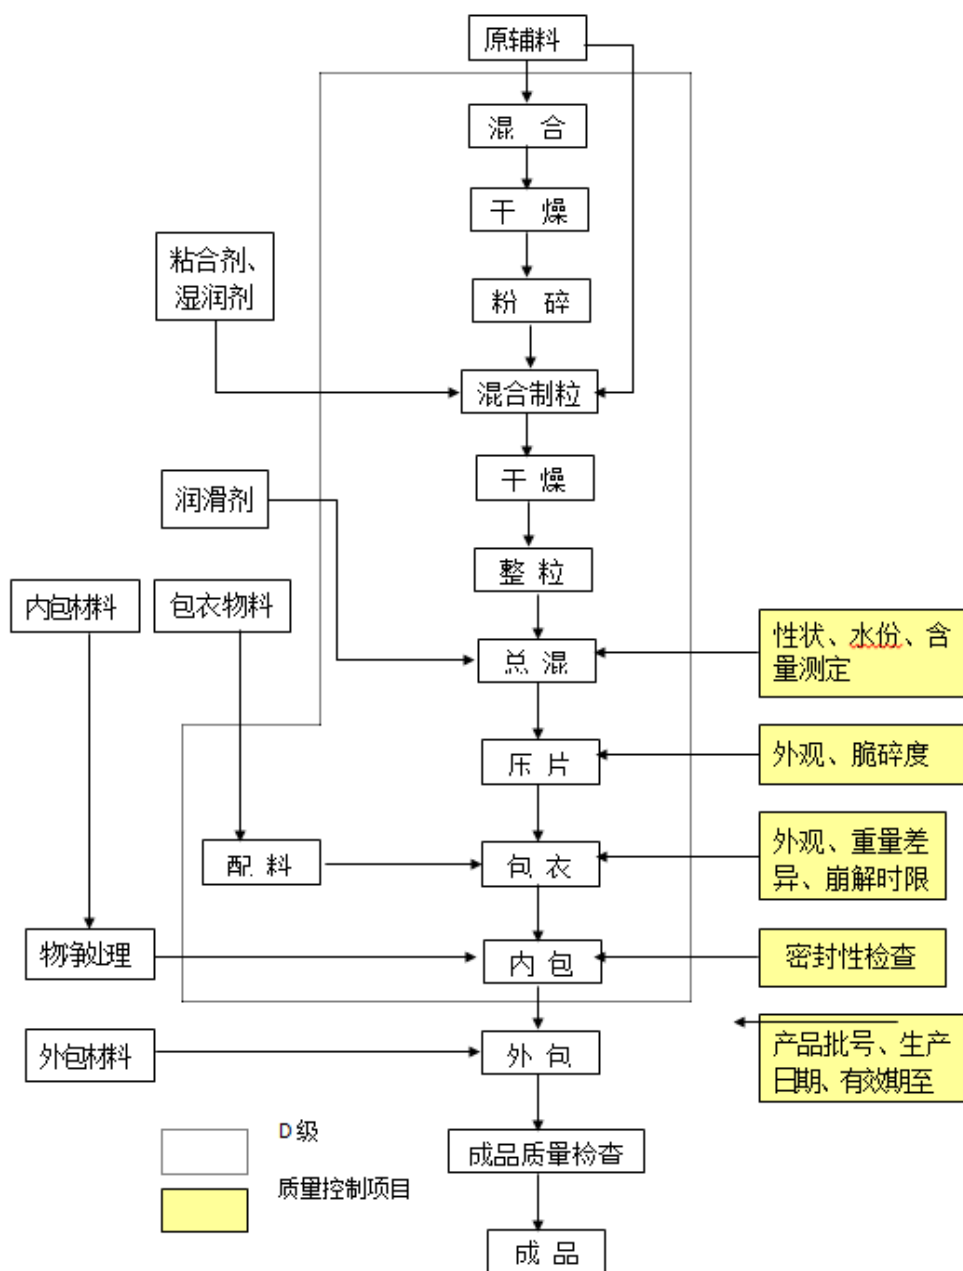 原辅料
混 合
干 燥
粘合剂、
湿润剂
粉 碎
混合制粒
干 燥
润滑剂
整 粒
内包材料
包衣物料
总 混
性状、水份、含
量测定
压 片
外观、脆碎度
配 料
包 衣
外观、重量差
异、崩解时限
物净处理
内 包
密封性检查
外包材料
外 包
产品批号、生产
日期、有效期至
D级
成品质量检查
质量控制项目
成 品